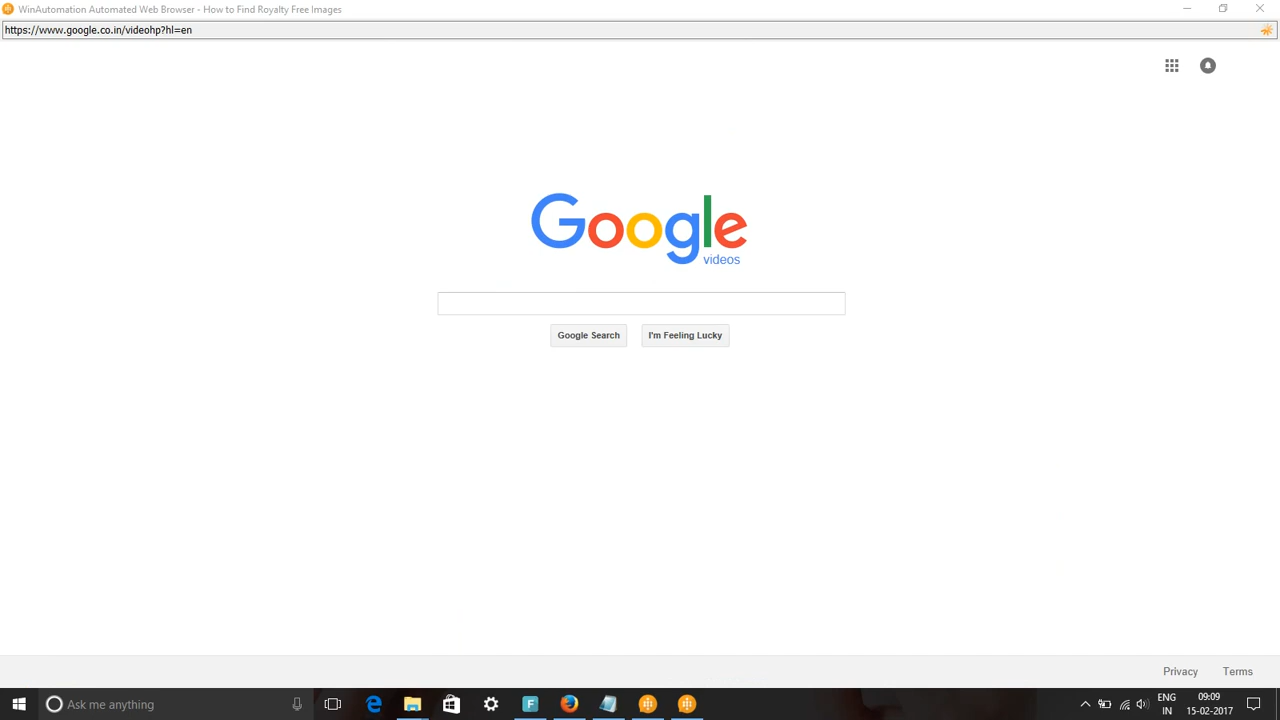 WinAutomation Automated Web Browser - How to Find Royalty Free Images
https://www.google.co.in/videohp?hl=en
Google
videos
Google Search
I'm Feeling Lucky
Privacy
Terms
Ask me anything
ENG
IN
09:09
15-02-2017